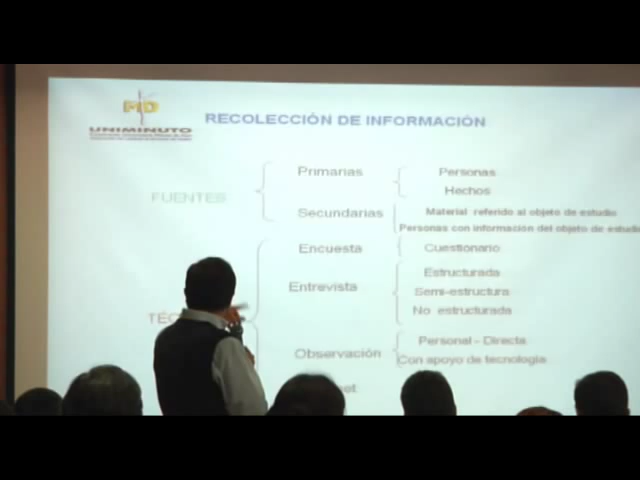 UNIMINUTO
RECOLECCIÓN DE INFORMACIÓN
FUENTES
Primarias
Personas
Hechos
Secundarias
Material referido al objeto de estudio
Personas con información del objeto de
Encuesta
Cuestionario
Entrevista
Estructurada
Semi-estructura
No estructurada
Observación
Personal – Directa
Con apoyo de tecnología